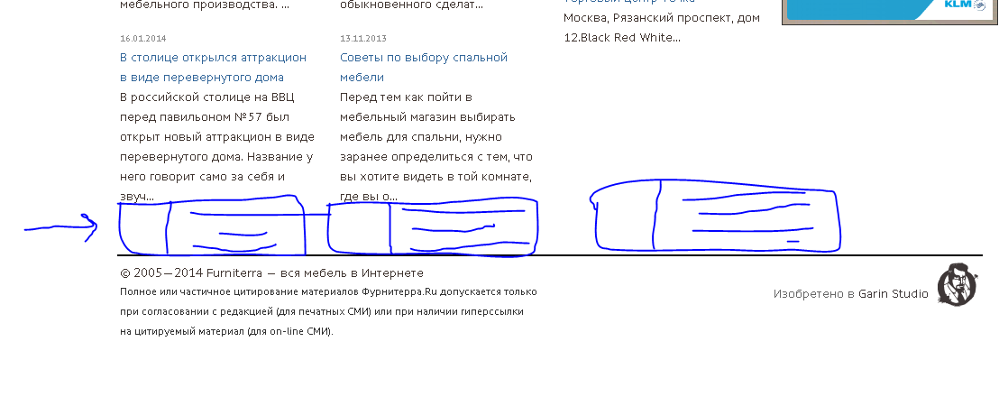 мебельного производства. ...
обыкновенного сделат...
Торговый центр Точка
Москва, Рязанский проспект, дом
12.Black Red White...
KLM
16.01.2014
В столице открылся аттракцион
в виде перевернутого дома
В российской столице на ВВЦ
перед павильоном №57 был
открыт новый аттракцион в виде
перевернутого дома. Название у
него говорит само за себя и
звуч...
13.11.2013
Советы по выбору спальной
мебели
Перед тем как пойти в
мебельный магазин выбирать
мебель для спальни, нужно
заранее определиться с тем, что
вы хотите видеть в той комнате,
где вы о...
© 2005—2014 Furniterra — вся мебель в Интернете
Полное или частичное цитирование материалов Фурнитерра.Ru допускается только
при согласовании с редакцией (для печатных СМИ) или при наличии гиперссылки
на цитируемый материал (для on-line СМИ).
Изобретено в Garin Studio